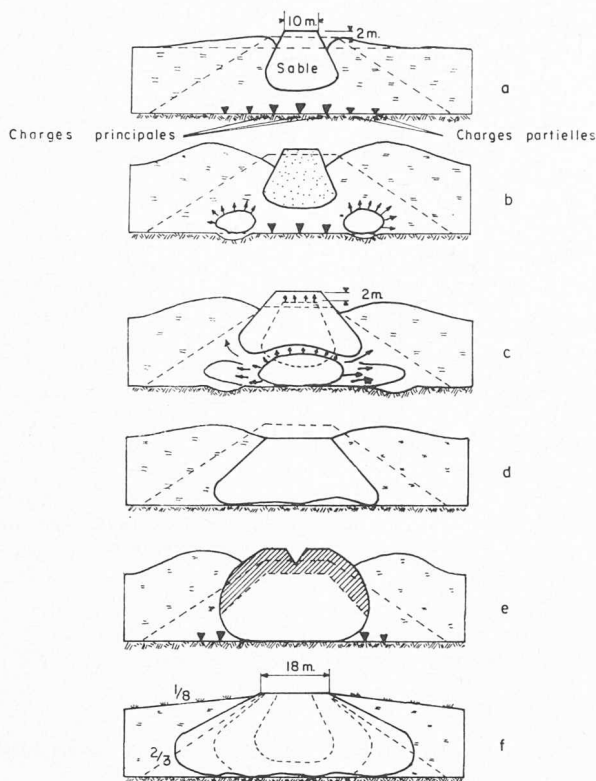 10 m.
2 m.
Sable
a
Charges principales
Charges partielles
b
2 m.
c
d
e
18 m.
1/8
2/3
f